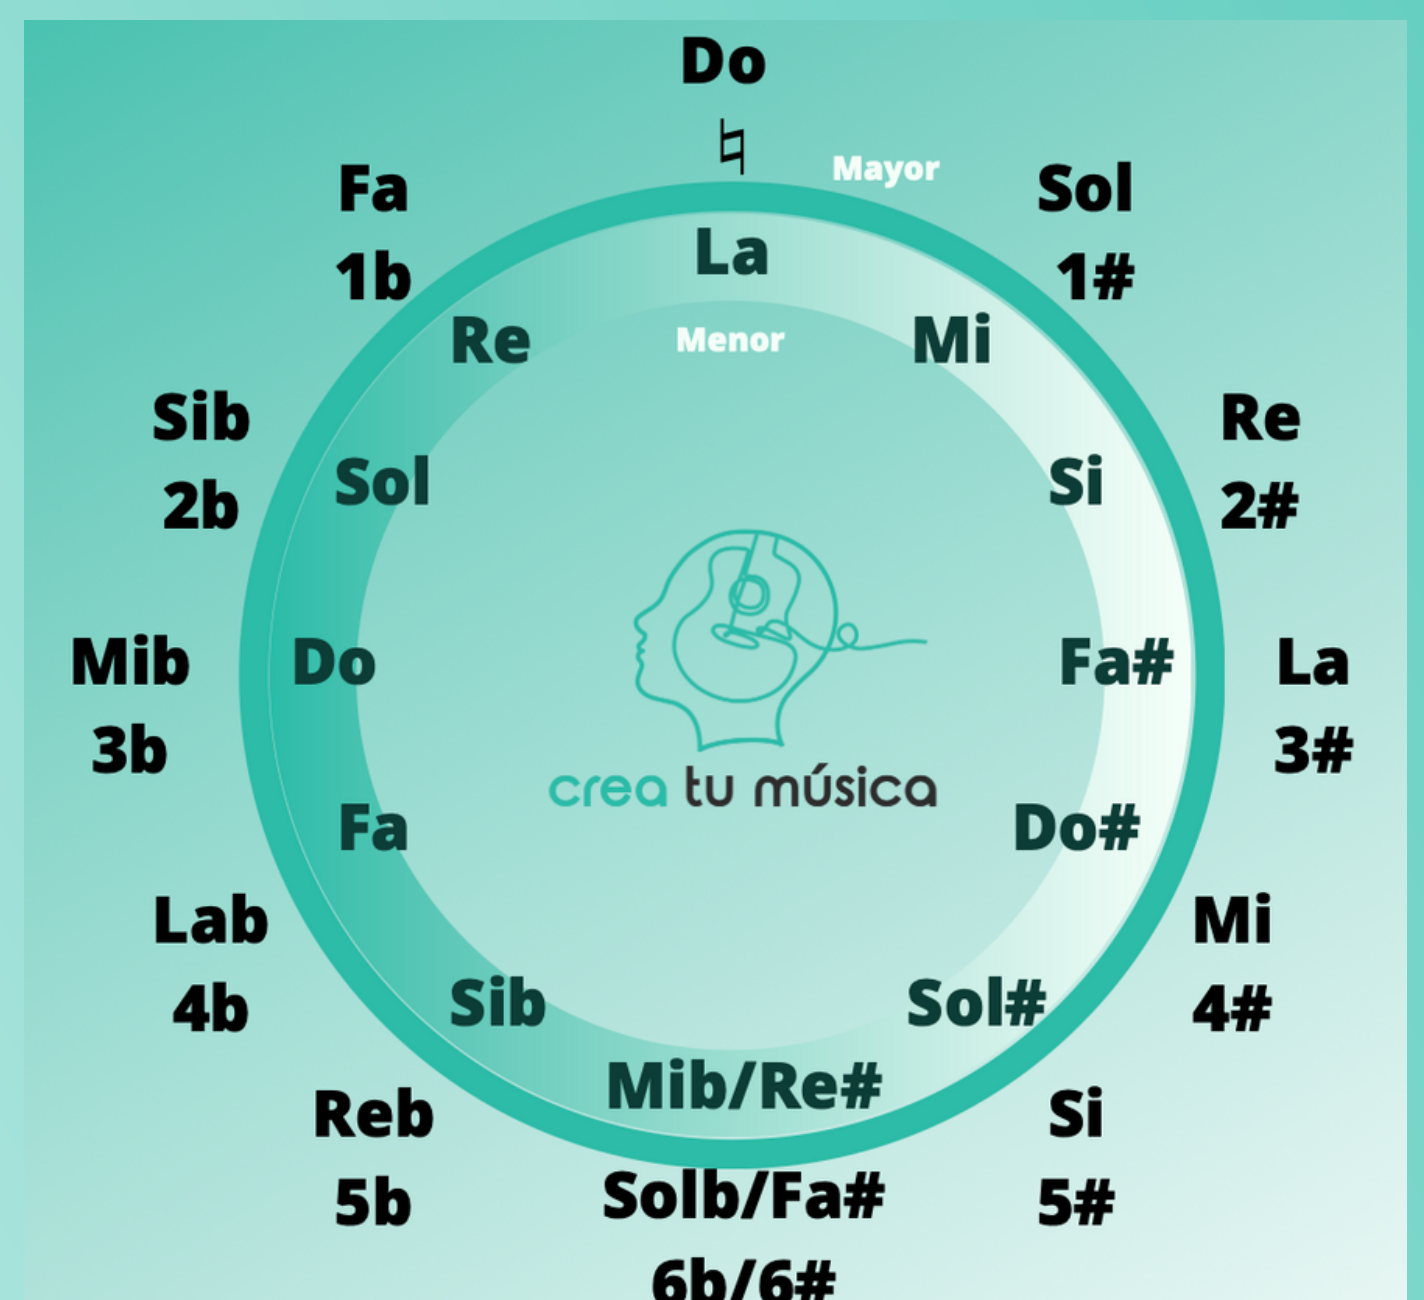 Do
♮
Mayor
Fa
1b
Sol
1#
La
Menor
Re
Mi
Sib
2b
Re
2#
Sol
Si
Mib
3b
Do
Fa#
La
3#
crea tu música
Fa
Do#
Lab
4b
Mi
4#
Sib
Sol#
Mib/Re#
Reb
5b
Si
5#
Solb/Fa#
6b/6#